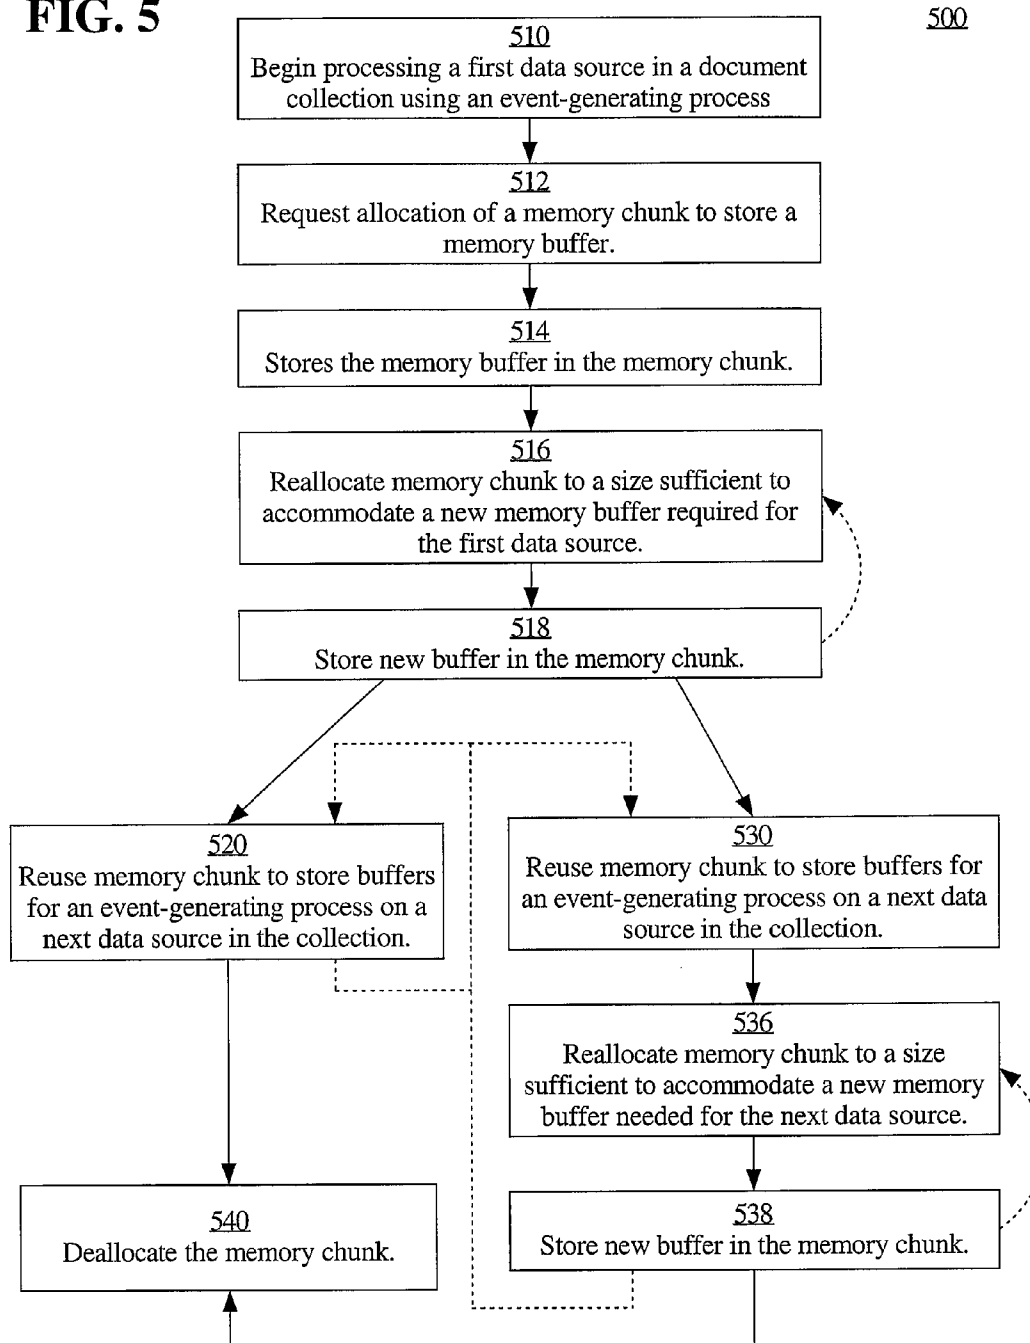 FIG. 5
500
510
Begin processing a first data source in a document
collection using an event-generating process
512
Request allocation of a memory chunk to store a
memory buffer.
514
Stores the memory buffer in the memory chunk.
516
Reallocate memory chunk to a size sufficient to
accommodate a new memory buffer required for
the first data source.
518
Store new buffer in the memory chunk.
520
Reuse memory chunk to store buffers
for an event-generating process on a
next data source in the collection.
530
Reuse memory chunk to store buffers for
an event-generating process on a next data
source in the collection.
536
Reallocate memory chunk to a size
sufficient to accommodate a new memory
buffer needed for the next data source.
540
Deallocate the memory chunk.
538
Store new buffer in the memory chunk.